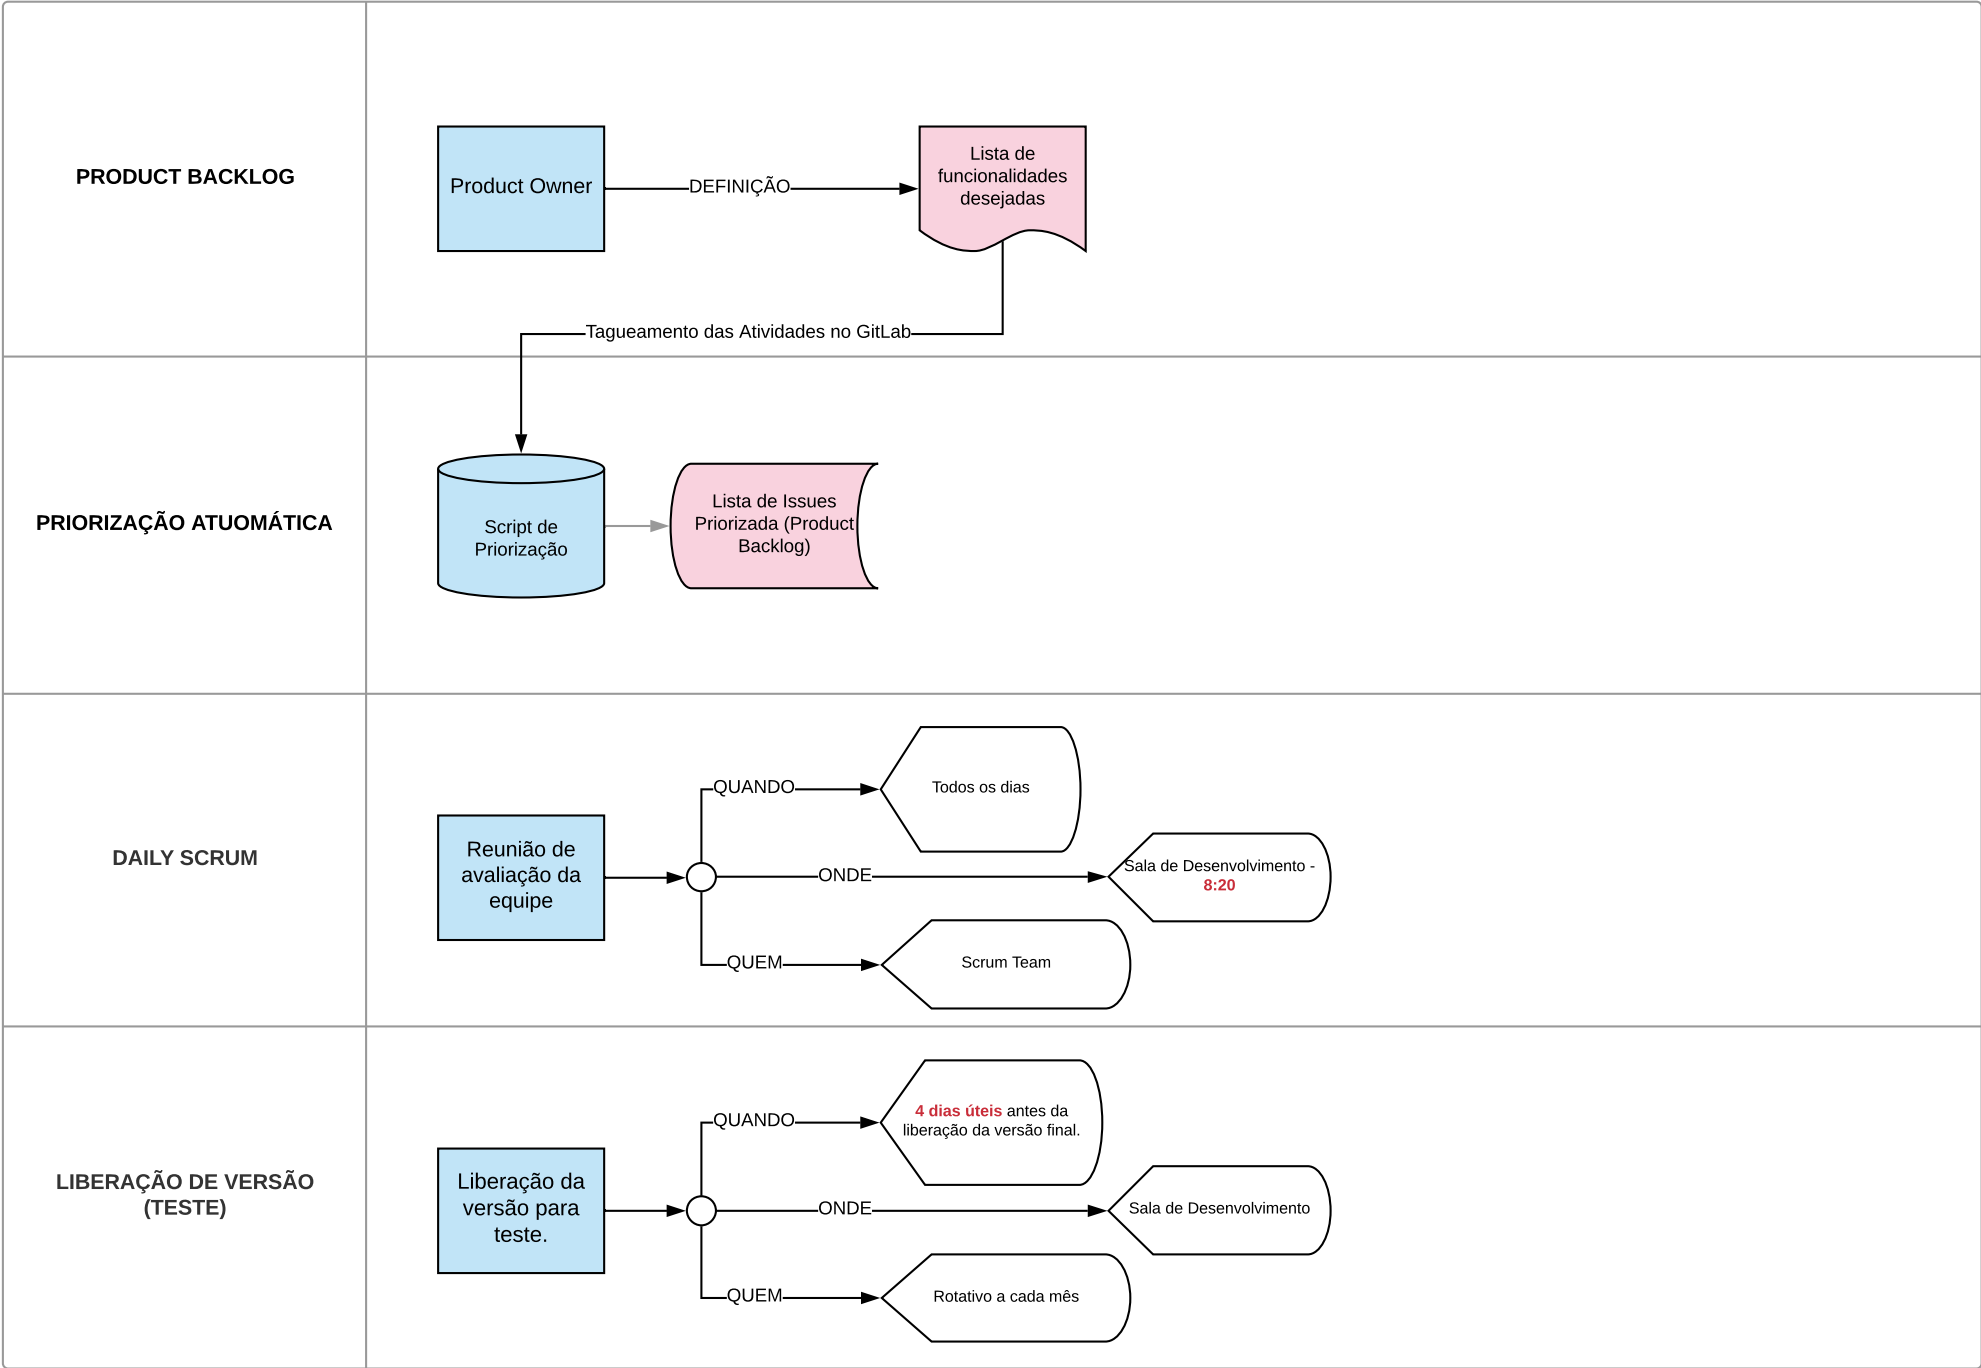 PRODUCT BACKLOG
Product Owner
DEFINIÇÃO
Lista de
funcionalidades
desejadas
Tagueamento das Atividades no GitLab
PRIORIZAÇÃO ATUOMÁTICA
Script de
Priorização
Lista de Issues
Priorizada (Product
Backlog)
DAILY SCRUM
Reunião de
avaliação da
equipe
QUANDO
Todos os dias
ONDE
Sala de Desenvolvimento -
8:20
QUEM
Scrum Team
LIBERAÇÃO DE VERSÃO
(TESTE)
Liberação da
versão para
teste.
QUANDO
4 dias úteis antes da
liberação da versão final.
ONDE
Sala de Desenvolvimento
QUEM
Rotativo a cada mês